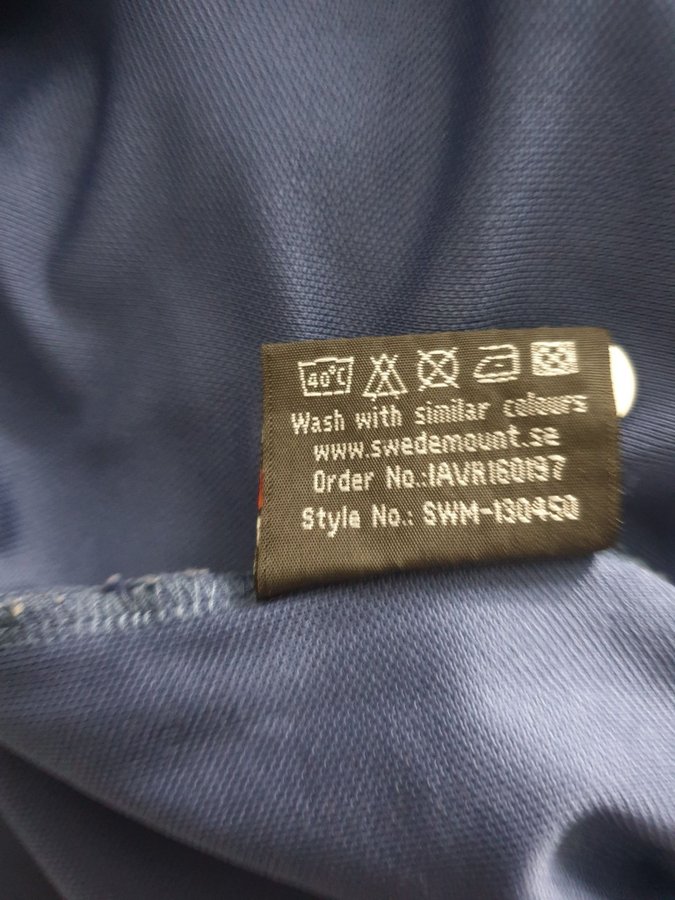 40°C
Wash with similar colours
www.swedemount.se
Order No.:IAVR160197
Style No.: SWM-130450